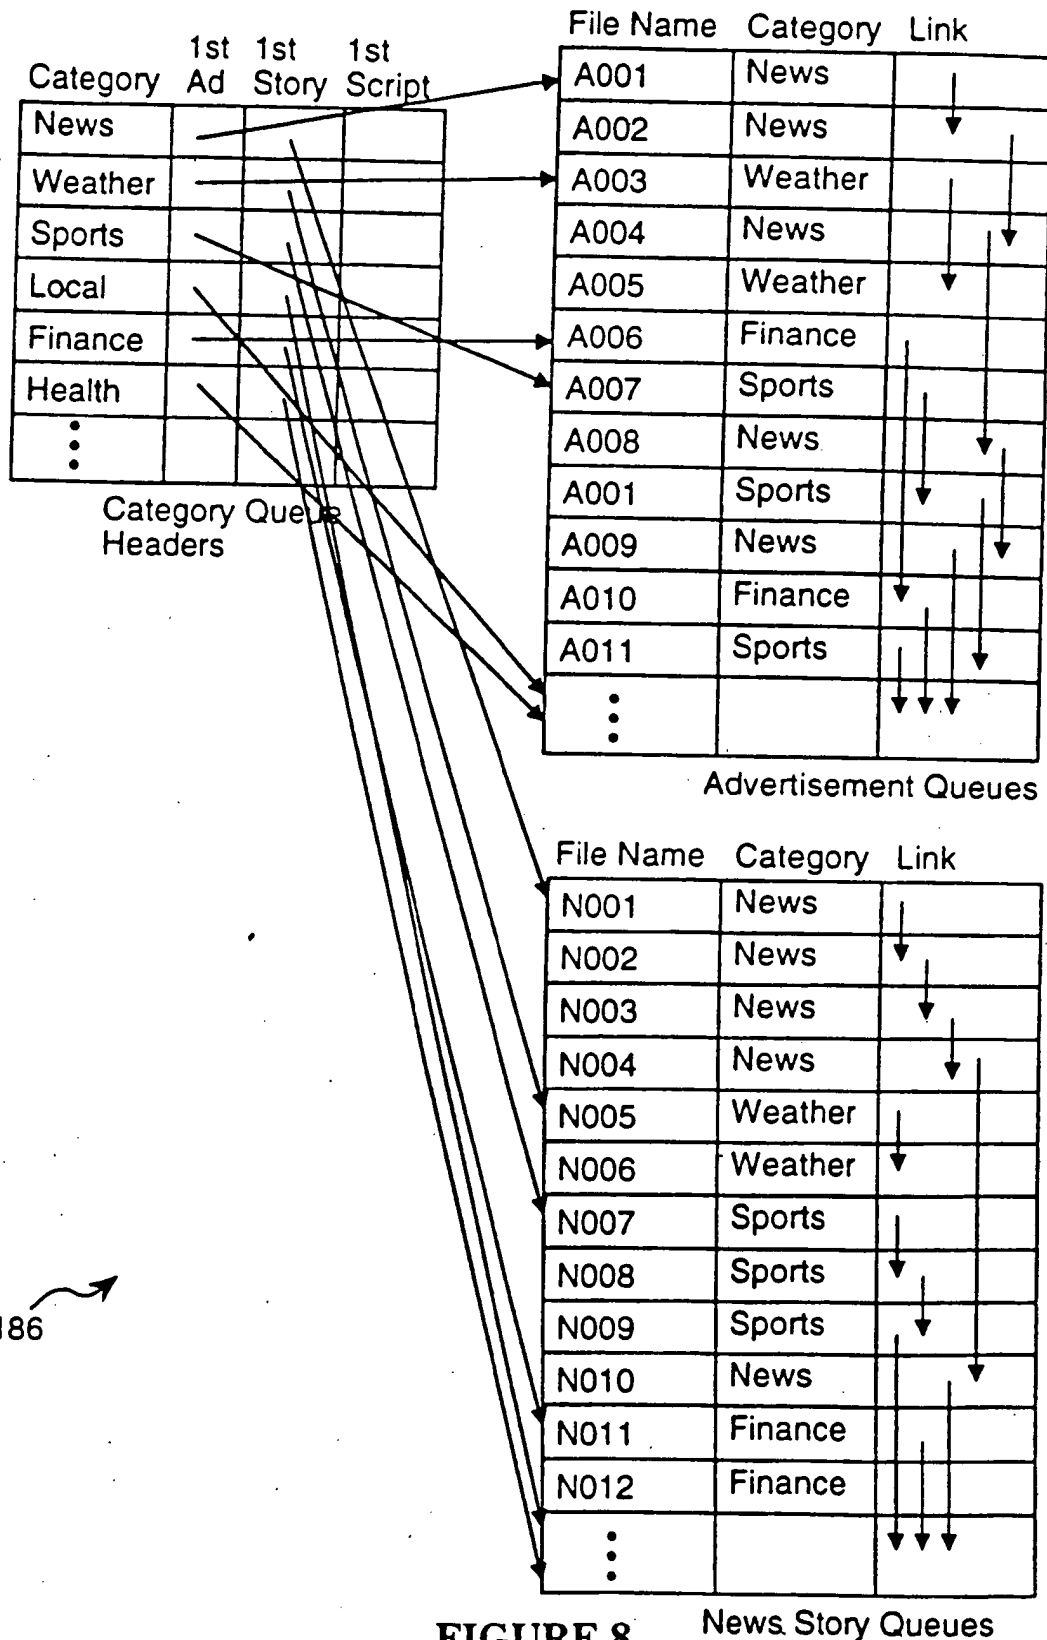 1st 1st 1st
Category Ad Story Script
News
Weather
Sports
Local
Finance
Health
Category Queue
Headers
File Name Category Link
A001 News
A002 News
A003 Weather
A004 News
A005 Weather
A006 Finance
A007 Sports
A008 News
A001 Sports
A009 News
A010 Finance
A011 Sports
Advertisement Queues
File Name Category Link
N001 News
N002 News
N003 News
N004 News
N005 Weather
N006 Weather
N007 Sports
N008 Sports
N009 Sports
N010 News
N011 Finance
N012 Finance
News Story Queues
186
FIGURE 8